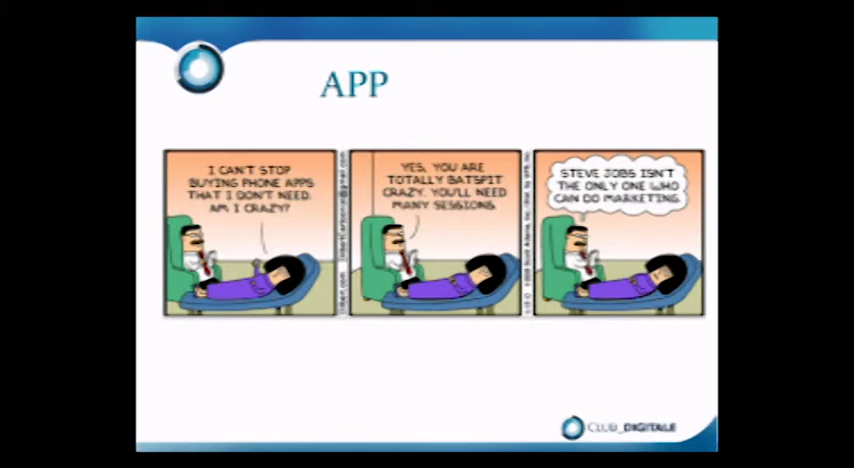 APP
I CAN'T STOP
BUYING PHONE APPS
THAT I DON'T NEED.
AM I CRAZY?
YES, YOU ARE
TOTALLY BATSPIT
CRAZY. YOU'LL NEED
MANY SESSIONS.
STEVE JOBS ISN'T
THE ONLY ONE WHO
CAN DO MARKETING.
CLUB_DIGITALE